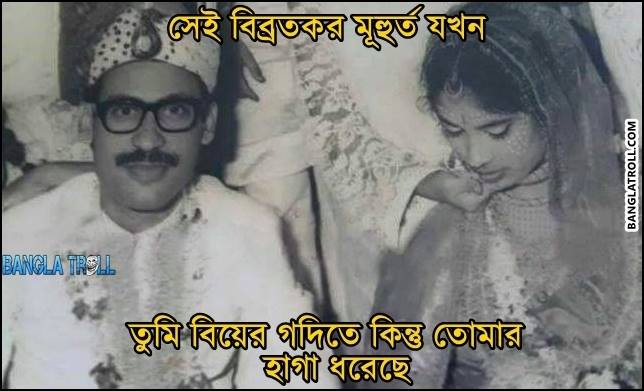 সেই বিব্রতকর মূহুর্ত যখন
BANGLATROLL.COM
BANGLA TROLL
তুমি বিয়ের গদিতে কিন্তু তোমার
হাগা ধরেছে